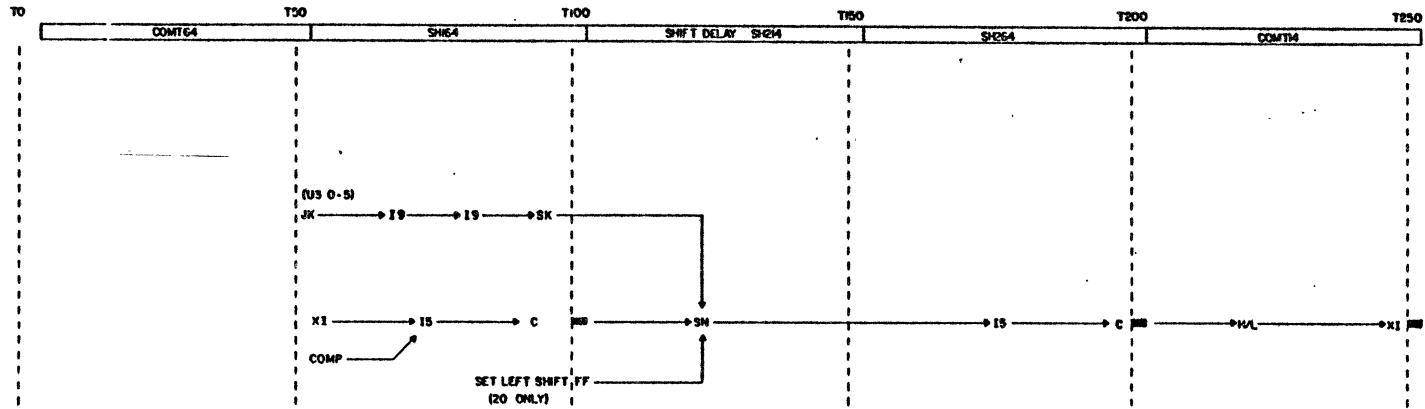 T0 T50 T100 T150 T200 T250
COMT64 SH164 SHIFT DELAY SH214 SH264 COMT14
(U3 0-5)
JK I9 I9 SK
XI I5 C SN I5 C H/L XI
COMP
SET LEFT SHIFT FF
(20 ONLY)